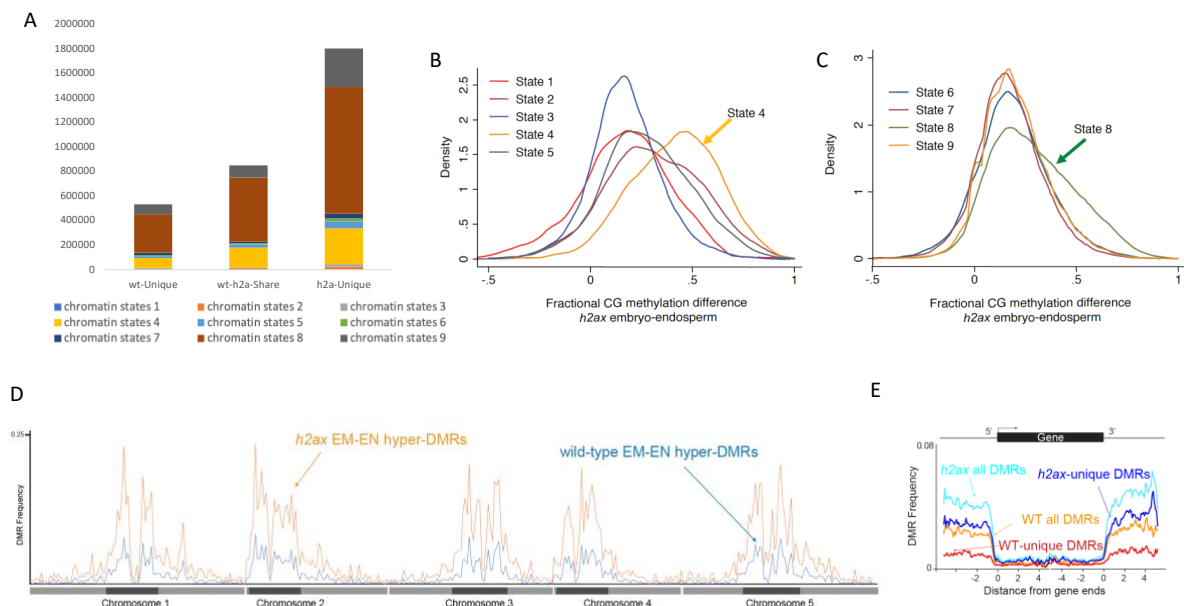 A
2000000
1800000
1600000
1400000
1200000
1000000
800000
600000
400000
200000
0
wt-Unique wt-h2a-Share h2a-Unique
chromatin states 1 chromatin states 2 chromatin states 3
chromatin states 4 chromatin states 5 chromatin states 6
chromatin states 7 chromatin states 8 chromatin states 9
B
2.5
2
1.5
1
.5
0
Density
State 1
State 2
State 3
State 4
State 5
State 4
-.5 0 .5 1
Fractional CG methylation difference
h2ax embryo-endosperm
C
3
2
1
0
Density
State 6
State 7
State 8
State 9
State 8
-.5 0 .5 1
Fractional CG methylation difference
h2ax embryo-endosperm
D
0.25
DMR Frequency
h2ax EM-EN hyper-DMRs
wild-type EM-EN hyper-DMRs
Chromosome 1 Chromosome 2 Chromosome 3 Chromosome 4 Chromosome 5
E
5' 3'
Gene
0.08
DMR Frequency
0
h2ax all DMRs
h2ax-unique DMRs
WT all DMRs
WT-unique DMRs
-2 0 2 4 -4 -2 0 2 4
Distance from gene ends